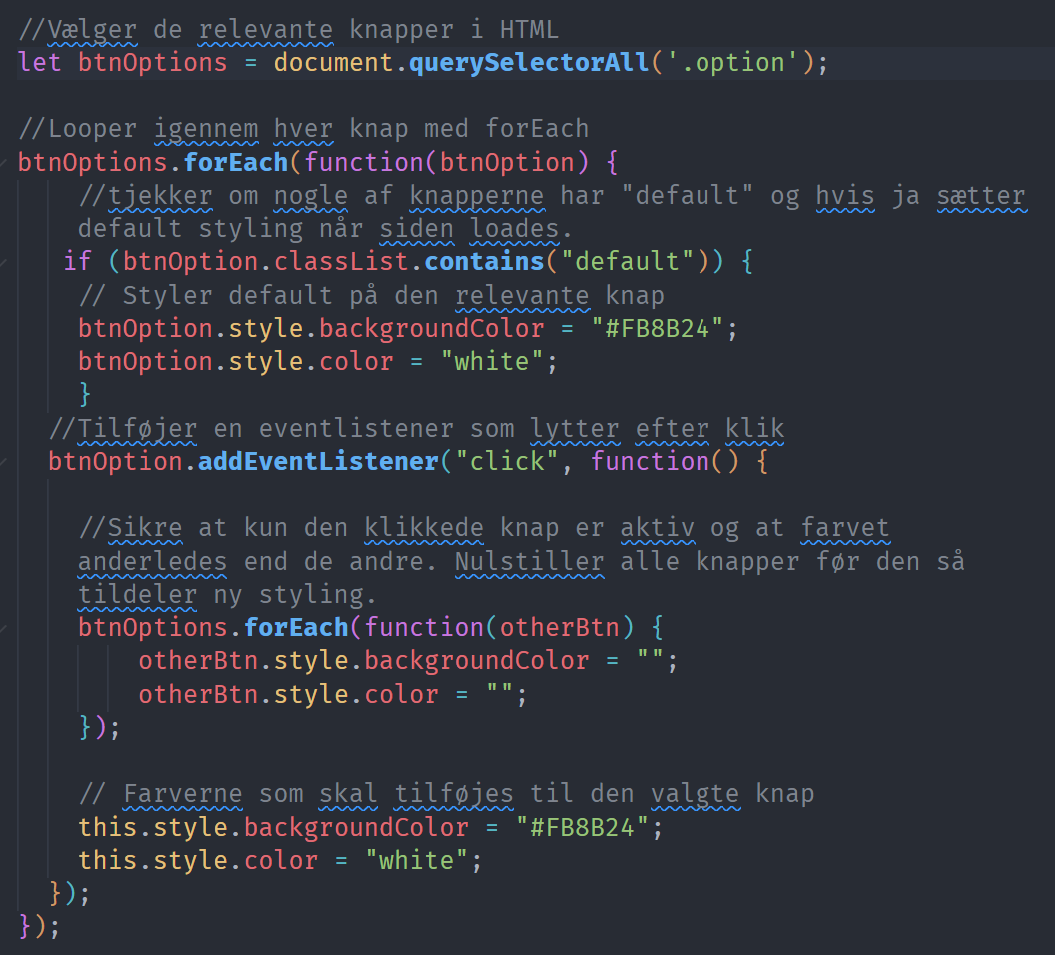 //Vælger de relevante knapper i HTML
let btnOptions = document.querySelectorAll('.option');
//Looper igennem hver knap med forEach
btnOptions.forEach(function(btnOption) {
//tjekker om nogle af knapperne har "default" og hvis ja sætter
default styling når siden loades.
if (btnOption.classList.contains("default")) {
// Styler default på den relevante knap
btnOption.style.backgroundColor = "#FB8B24";
btnOption.style.color = "white";
}
//Tilføjer en eventlistener som lytter efter klik
btnOption.addEventListener("click", function() {
//Sikre at kun den klikkede knap er aktiv og at farvet
anderledes end de andre. Nulstiller alle knapper før den så
tildeler ny styling.
btnOptions.forEach(function(otherBtn) {
otherBtn.style.backgroundColor = "";
otherBtn.style.color = "";
});
// Farverne som skal tilføjes til den valgte knap
this.style.backgroundColor = "#FB8B24";
this.style.color = "white";
});
});